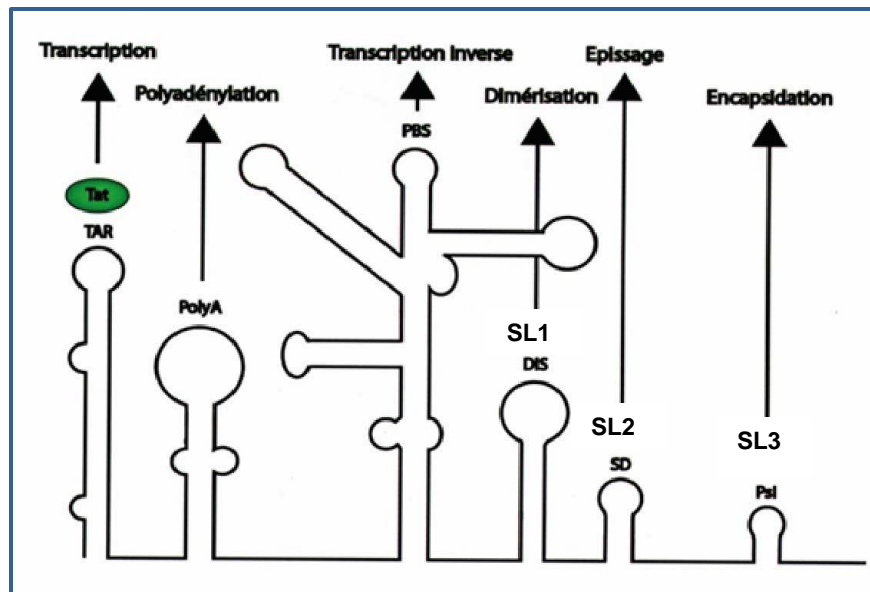 Transcription
Polyadénylation
Transcription Inverse
Dimérisation
Epissage
Encapsidation
Tat
TAR
PolyA
PBS
SL1
DIS
SL2
SD
SL3
Psi